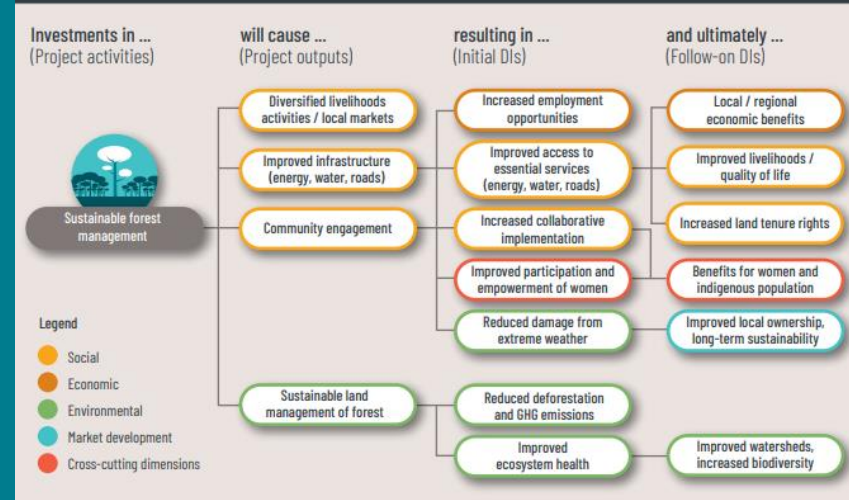 Investments in ...
(Project activities)
will cause ...
(Project outputs)
resulting in ...
(Initial DIs)
and ultimately ...
(Follow-on DIs)
Sustainable forest
management
Diversified livelihoods
activities / local markets
Improved infrastructure
(energy, water, roads)
Community engagement
Sustainable land
management of forest
Increased employment
opportunities
Improved access to
essential services
(energy, water, roads)
Increased collaborative
implementation
Improved participation and
empowerment of women
Reduced damage from
extreme weather
Reduced deforestation
and GHG emissions
Improved
ecosystem health
Local / regional
economic benefits
Improved livelihoods /
quality of life
Increased land tenure rights
Benefits for women and
indigenous population
Improved local ownership,
long-term sustainability
Improved watersheds,
increased biodiversity
Legend
Social
Economic
Environmental
Market development
Cross-cutting dimensions